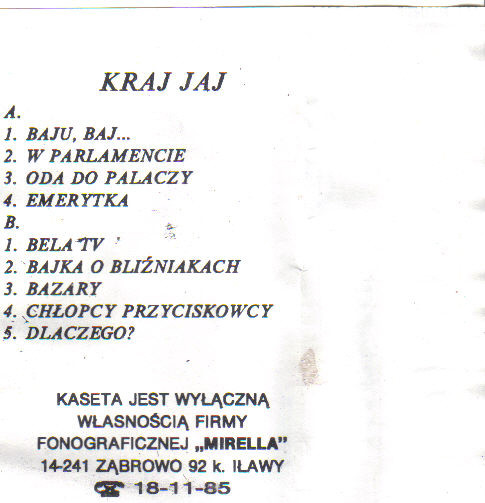 KRAJ JAJ
A.
1. BAJU, BAJ...
2. W PARLAMENCIE
3. ODA DO PALACZY
4. EMERYTKA
B.
1. BELA TV
2. BAJKA O BLIŹNIAKACH
3. BAZARY
4. CHŁOPCY PRZYCISKOWCY
5. DLACZEGO?
KASETA JEST WYŁĄCZNĄ
WŁASNOŚCIĄ FIRMY
FONOGRAFICZNEJ „MIRELLA”
14-241 ZĄBROWO 92 k. IŁAWY
☎ 18-11-85